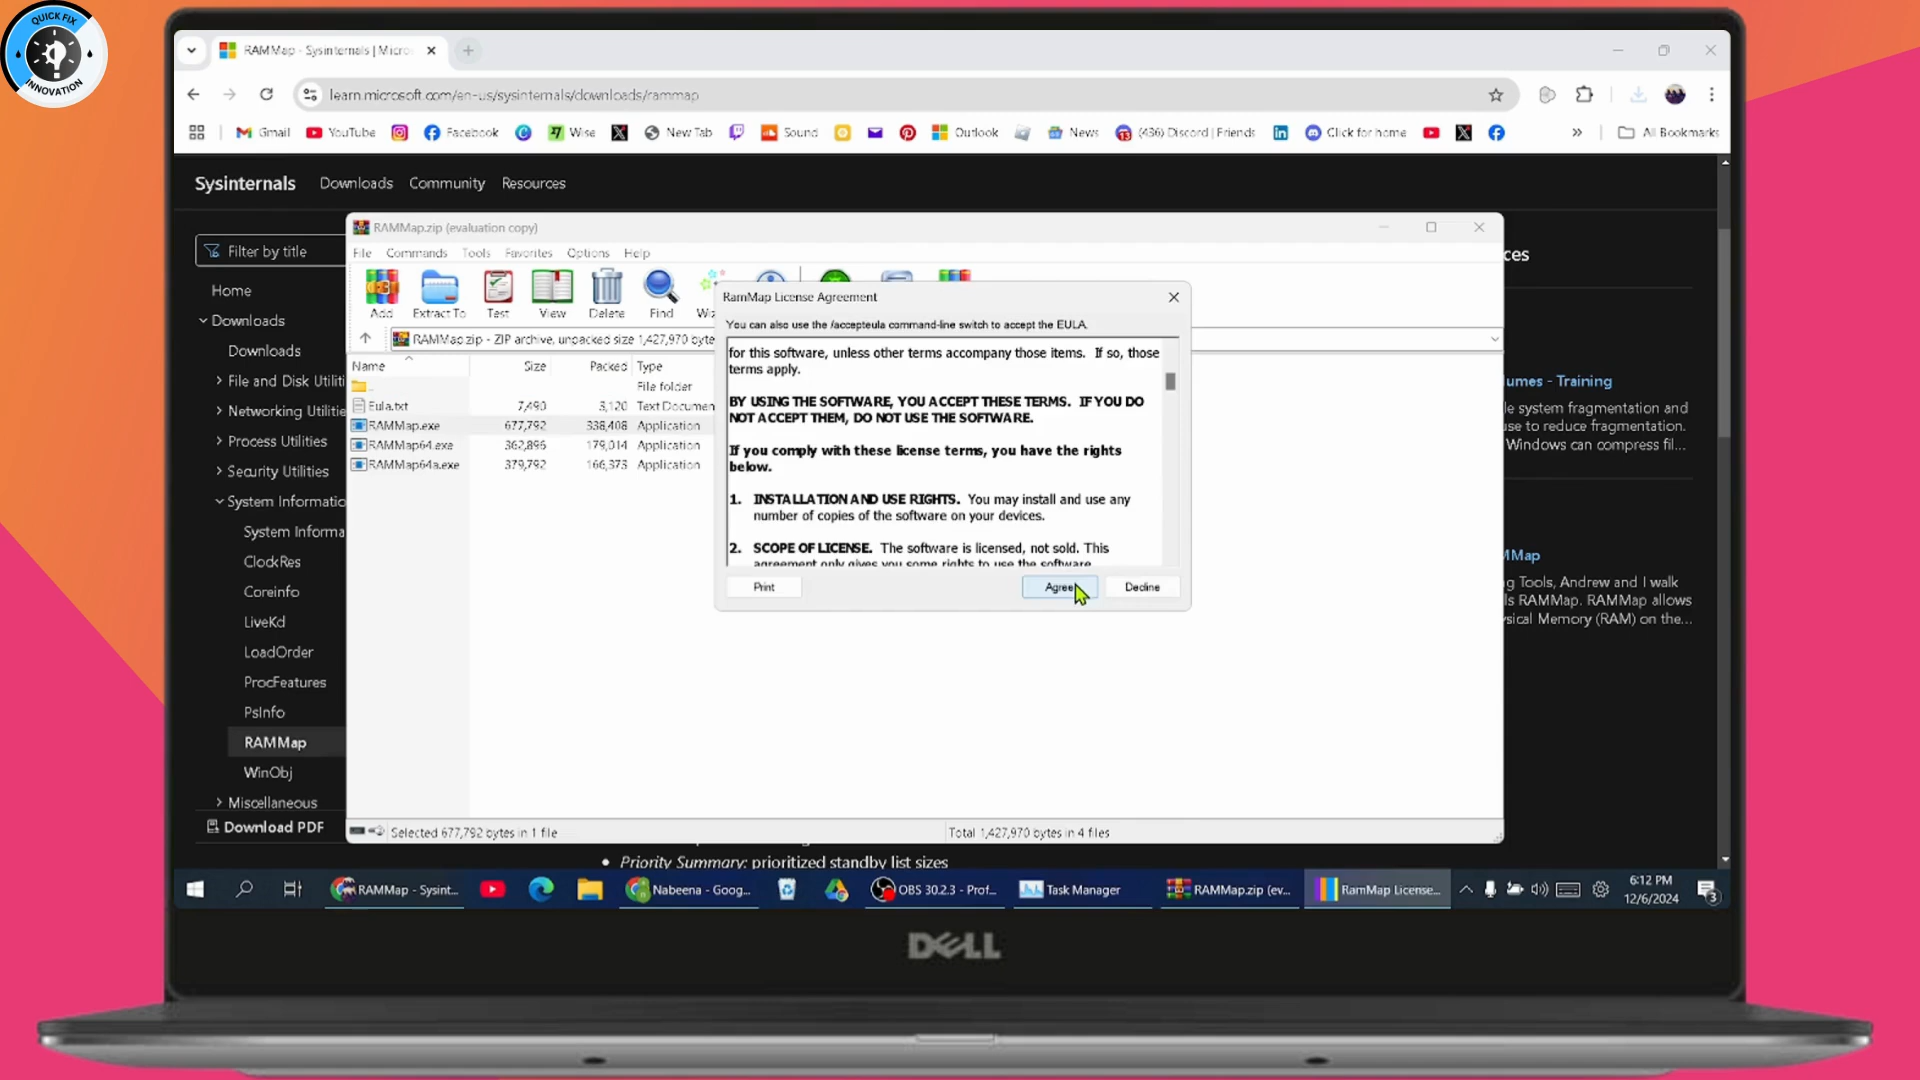 QUICK FIX
INNOVATION
RAMMap - Sysinternals | Micro
learn.microsoft.com/en-us/sysinternals/downloads/rammap
Gmail YouTube Facebook Wise New Tab Sound Outlook News (436) Discord | Friends Click for home All Bookmarks
Sysinternals Downloads Community Resources
Filter by title
Home
Downloads
Downloads
File and Disk Utiliti
Networking Utilitie
Process Utilities
Security Utilities
System Informatic
System Informa
ClockRes
Coreinfo
LiveKd
LoadOrder
ProcFeatures
PsInfo
RAMMap
WinObj
Miscellaneous
Download PDF
RAMMap.zip (evaluation copy)
File Commands Tools Favorites Options Help
Add Extract To Test View Delete Find Wiz
RAMMap.zip - ZIP archive, unpacked size 1,427,970 byte
Name Size Packed Type
.. File folder
Eula.txt 7,490 3,120 Text Documen
RAMMap.exe 677,792 338,408 Application
RAMMap64.exe 362,896 179,014 Application
RAMMap64a.exe 379,792 166,373 Application
Selected 677,792 bytes in 1 file Total 1,427,970 bytes in 4 files
RamMap License Agreement
You can also use the /accepteula command-line switch to accept the EULA.
for this software, unless other terms accompany those items. If so, those
terms apply.
BY USING THE SOFTWARE, YOU ACCEPT THESE TERMS. IF YOU DO
NOT ACCEPT THEM, DO NOT USE THE SOFTWARE.
If you comply with these license terms, you have the rights
below.
1. INSTALLATION AND USE RIGHTS. You may install and use any
number of copies of the software on your devices.
2. SCOPE OF LICENSE. The software is licensed, not sold. This
agreement only gives you some rights to use the software.
Print Agree Decline
ces
umes - Training
le system fragmentation and
use to reduce fragmentation.
Windows can compress fil...
MMap
g Tools, Andrew and I walk
ls RAMMap. RAMMap allows
sical Memory (RAM) on the...
• Priority Summary: prioritized standby list sizes
RAMMap - Sysint... Nabeena - Goog... OBS 30.2.3 - Prof... Task Manager RAMMap.zip (ev... RamMap License...
6:12 PM
12/6/2024
3
DELL